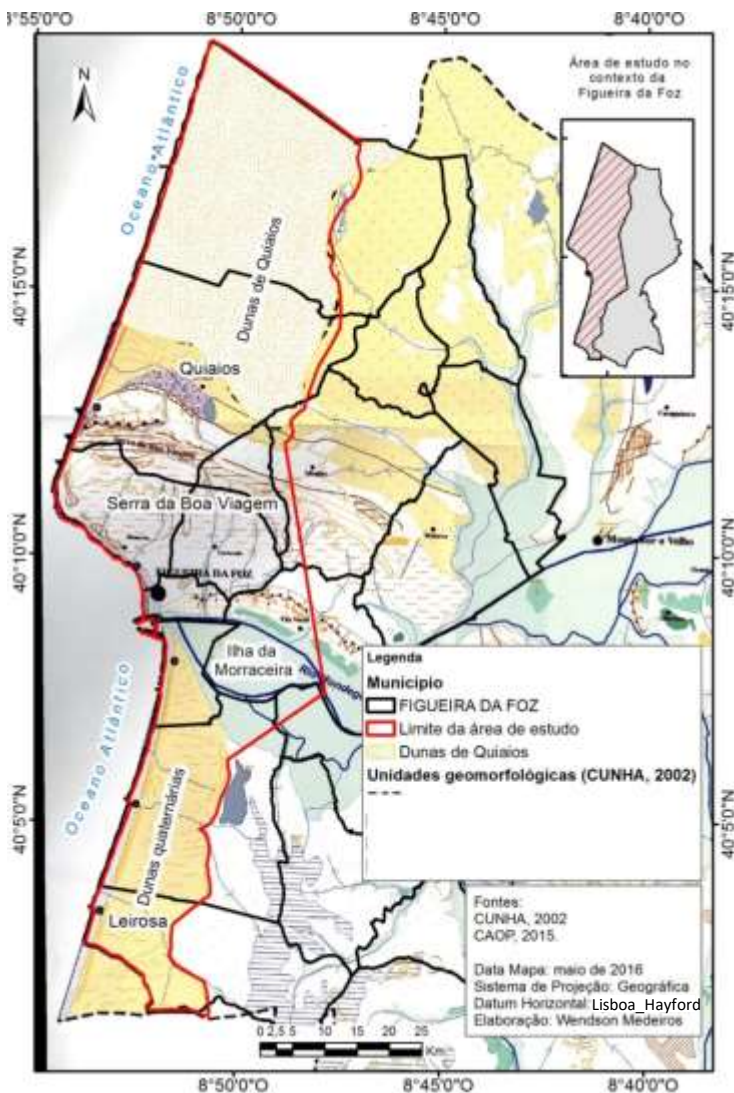 8°55'0"O 8°50'0"O 8°45'0"O 8°40'0"O
N
Oceano Atlântico
Área de estudo no
contexto da
Figueira da Foz
40°15'0"N
40°15'0"N
Dunas de Quiaios
Quiaios
Serra da Boa Viagem
40°10'0"N
40°10'0"N
FIGUEIRA DA FOZ
Ilha da
Morraceira
Oceano Atlântico
Dunas quaternárias
40°5'0"N
40°5'0"N
Leirosa
Legenda
Município
FIGUEIRA DA FOZ
Limite da área de estudo
Dunas de Quiaios
Unidades geomorfológicas (CUNHA, 2002)
Fontes:
CUNHA, 2002
CAOP, 2015.
Data Mapa: maio de 2016
Sistema de Projeção: Geográfica
Datum Horizontal: Lisboa_Hayford
Elaboração: Wendson Medeiros
0 2,5 5 10 15 20 25
Km
8°50'0"O 8°45'0"O 8°40'0"O